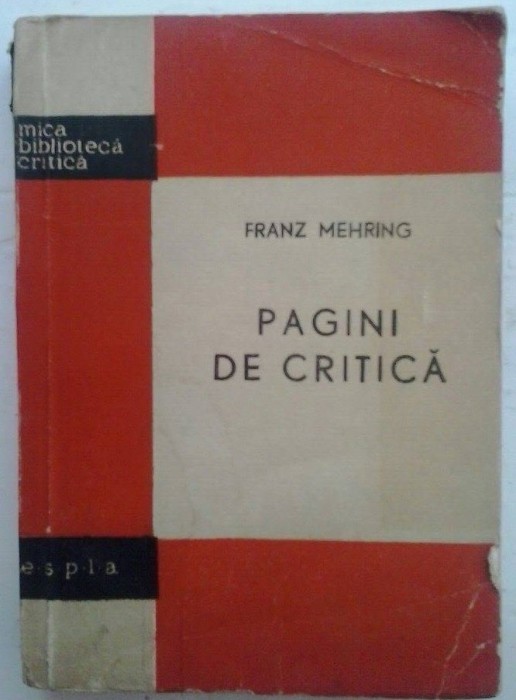 mica
bibliotecă
critică
FRANZ MEHRING
PAGINI
DE CRITICĂ
e·s·p·l·a